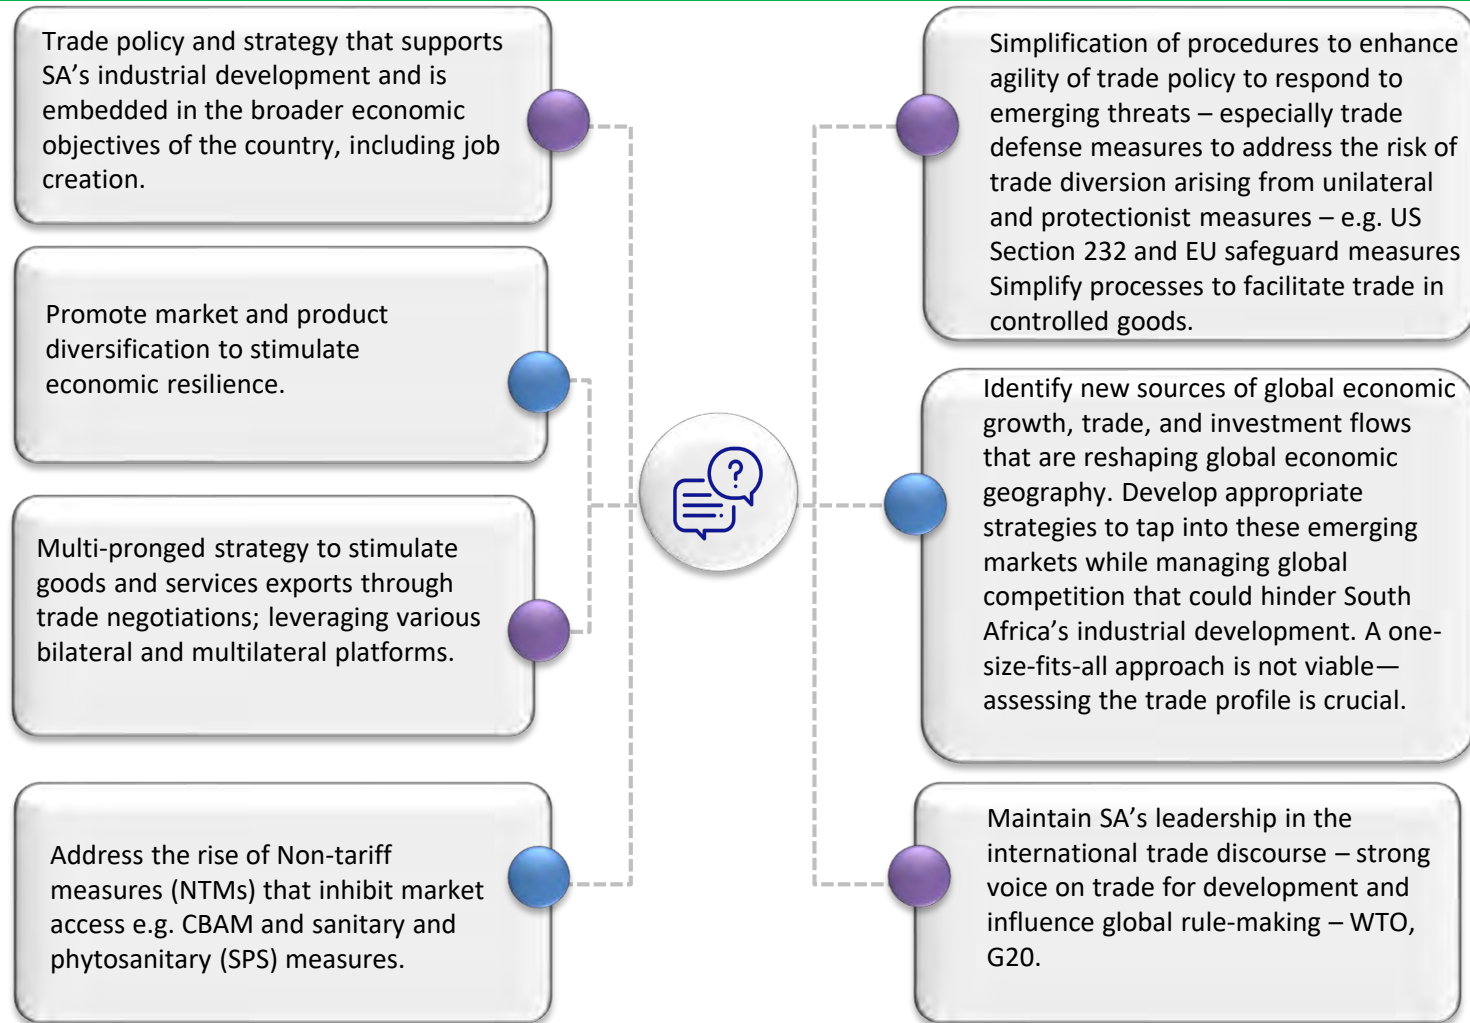 Trade policy and strategy that supports
SA’s industrial development and is
embedded in the broader economic
objectives of the country, including job
creation.
Promote market and product
diversification to stimulate
economic resilience.
Multi-pronged strategy to stimulate
goods and services exports through
trade negotiations; leveraging various
bilateral and multilateral platforms.
Address the rise of Non-tariff
measures (NTMs) that inhibit market
access e.g. CBAM and sanitary and
phytosanitary (SPS) measures.
?
Simplification of procedures to enhance
agility of trade policy to respond to
emerging threats – especially trade
defense measures to address the risk of
trade diversion arising from unilateral
and protectionist measures – e.g. US
Section 232 and EU safeguard measures
Simplify processes to facilitate trade in
controlled goods.
Identify new sources of global economic
growth, trade, and investment flows
that are reshaping global economic
geography. Develop appropriate
strategies to tap into these emerging
markets while managing global
competition that could hinder South
Africa’s industrial development. A one-
size-fits-all approach is not viable—
assessing the trade profile is crucial.
Maintain SA’s leadership in the
international trade discourse – strong
voice on trade for development and
influence global rule-making – WTO,
G20.